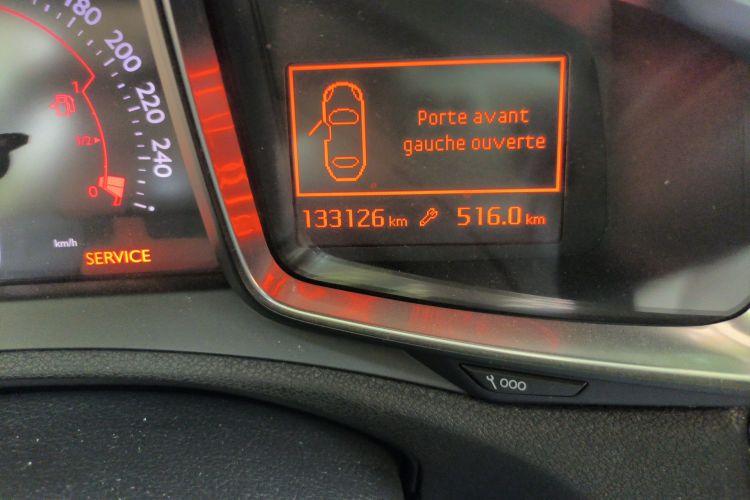 180
200
220
240
1
1/2
0
km/h
SERVICE
Porte avant
gauche ouverte
133126 km 516.0 km
000